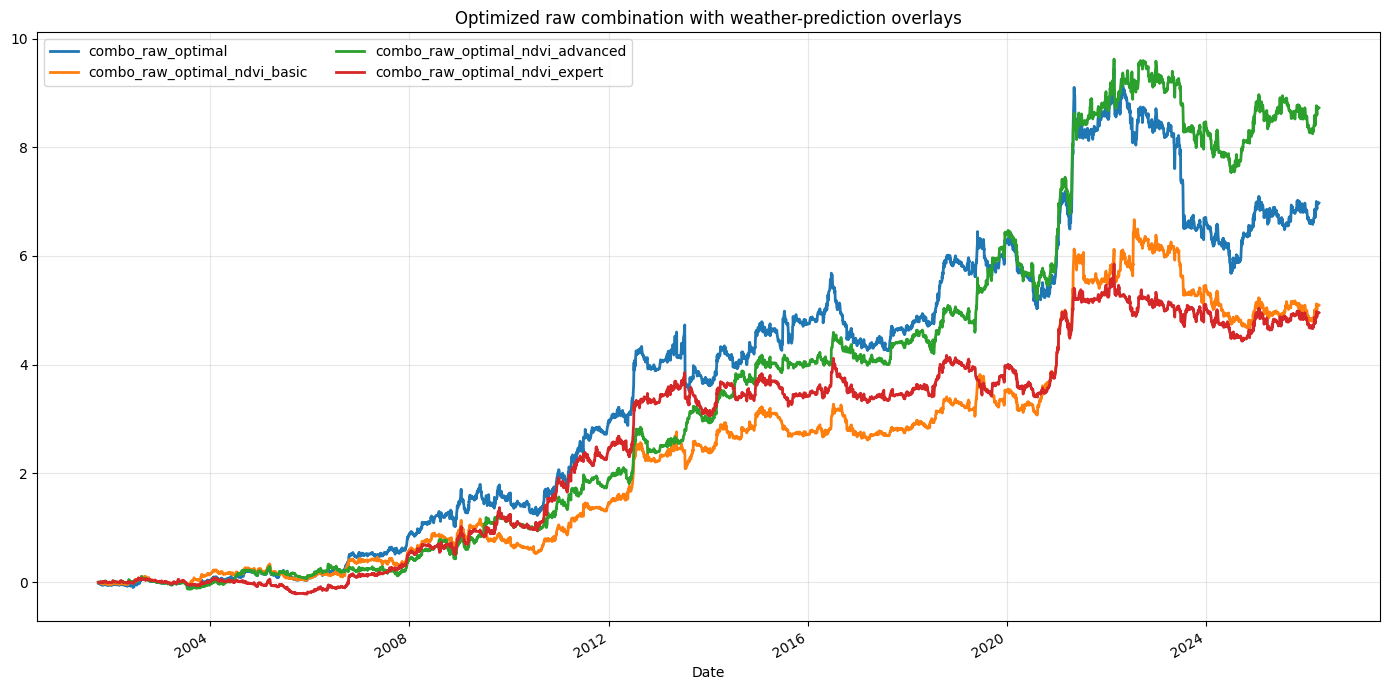 Optimized raw combination with weather-prediction overlays
combo_raw_optimal
combo_raw_optimal_ndvi_basic
combo_raw_optimal_ndvi_advanced
combo_raw_optimal_ndvi_expert
10
8
6
4
2
0
2004
2008
2012
2016
2020
2024
Date